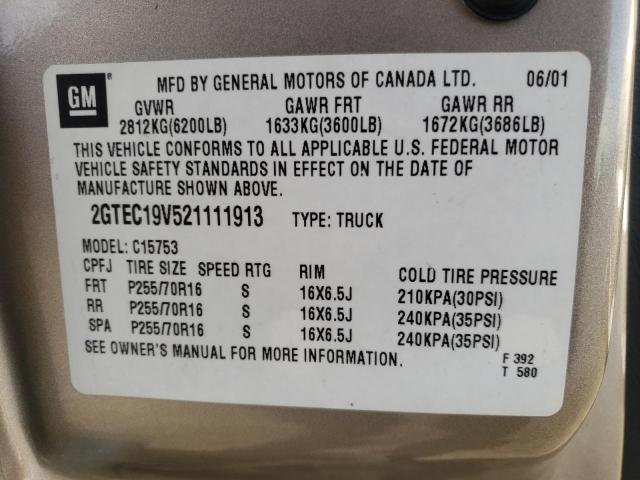 GM ® MFD BY GENERAL MOTORS OF CANADA LTD. 06/01
GVWR GAWR FRT GAWR RR
2812KG(6200LB) 1633KG(3600LB) 1672KG(3686LB)
THIS VEHICLE CONFORMS TO ALL APPLICABLE U.S. FEDERAL MOTOR
VEHICLE SAFETY STANDARDS IN EFFECT ON THE DATE OF
MANUFACTURE SHOWN ABOVE.
2GTEC19V521111913 TYPE: TRUCK
MODEL: C15753
CPFJ TIRE SIZE SPEED RTG RIM COLD TIRE PRESSURE
FRT P255/70R16 S 16X6.5J 210KPA(30PSI)
RR P255/70R16 S 16X6.5J 240KPA(35PSI)
SPA P255/70R16 S 16X6.5J 240KPA(35PSI)
SEE OWNER'S MANUAL FOR MORE INFORMATION.
F 392
T 580